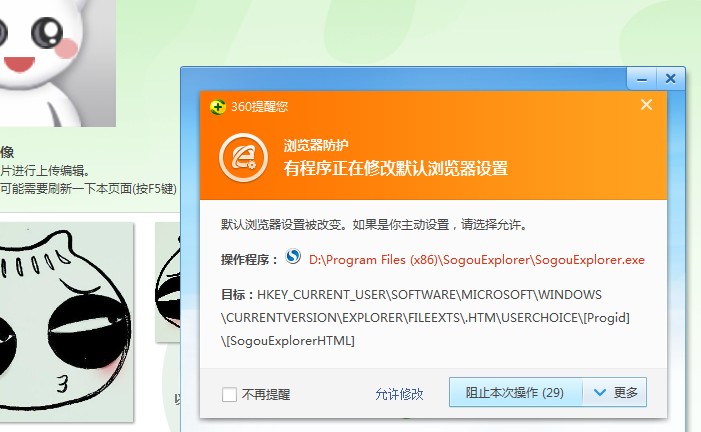 360提醒您
浏览器防护
有程序正在修改默认浏览器设置
像
片进行上传编辑。
可能需要刷新一下本页面(按F5键)
默认浏览器设置被改变。如果是你主动设置，请选择允许。
操作程序： D:\Program Files (x86)\SogouExplorer\SogouExplorer.exe
目标：HKEY_CURRENT_USER\SOFTWARE\MICROSOFT\WINDOWS
\CURRENTVERSION\EXPLORER\FILEEXTS\.HTM\USERCHOICE\[Progid]
\[SogouExplorerHTML]
不再提醒 允许修改 阻止本次操作 (29) 更多